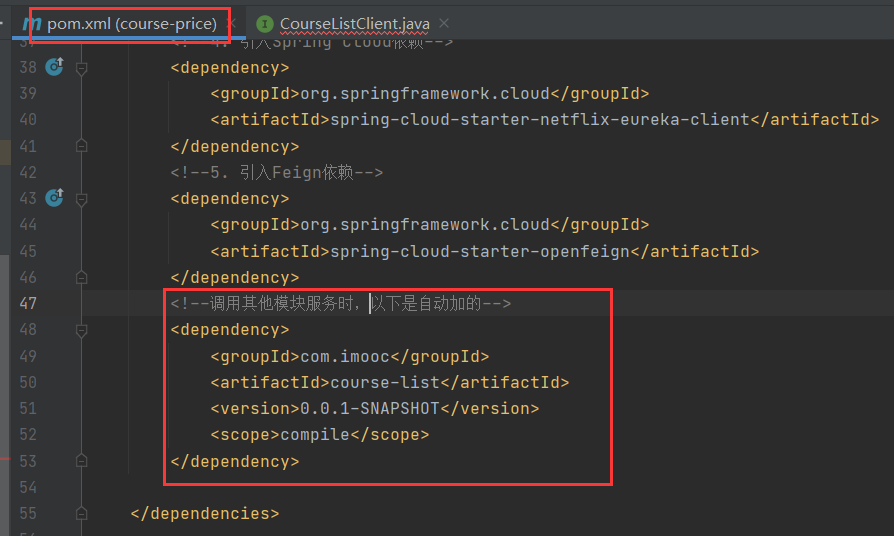 pom.xml (course-price)
CourseListClient.java
引入Spring Cloud依赖-->
38 <dependency>
39 <groupId>org.springframework.cloud</groupId>
40 <artifactId>spring-cloud-starter-netflix-eureka-client</artifactId>
41 </dependency>
42 <!--5. 引入Feign依赖-->
43 <dependency>
44 <groupId>org.springframework.cloud</groupId>
45 <artifactId>spring-cloud-starter-openfeign</artifactId>
46 </dependency>
47 <!--调用其他模块服务时，以下是自动加的-->
48 <dependency>
49 <groupId>com.imooc</groupId>
50 <artifactId>course-list</artifactId>
51 <version>0.0.1-SNAPSHOT</version>
52 <scope>compile</scope>
53 </dependency>
54
55 </dependencies>